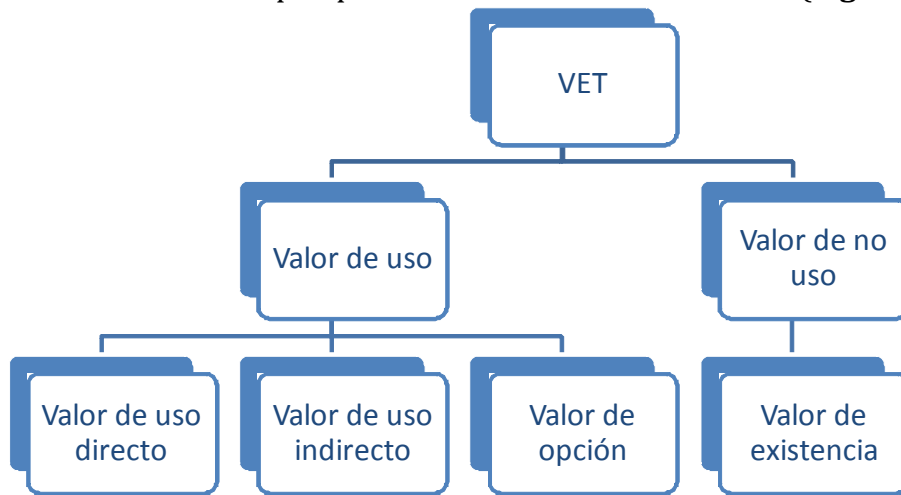 VET
Valor de uso
Valor de no
uso
Valor de uso
directo
Valor de uso
indirecto
Valor de
opción
Valor de
existencia